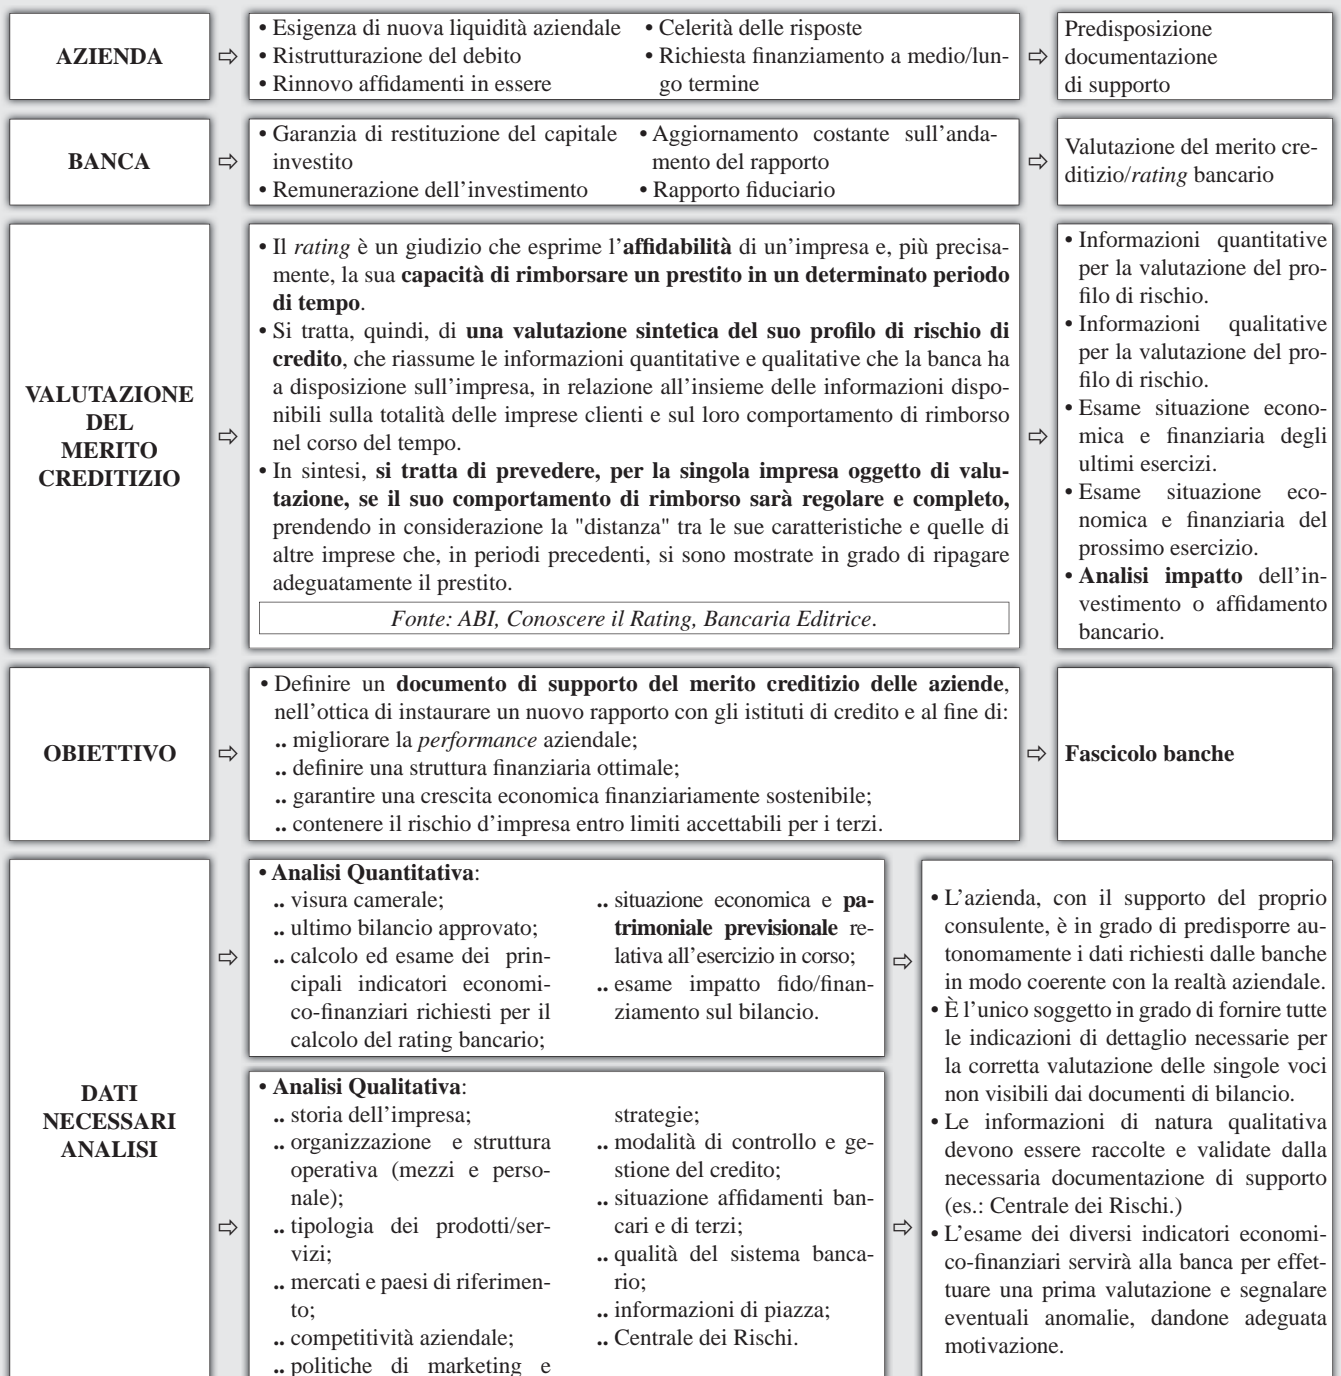 AZIENDA
• Esigenza di nuova liquidità aziendale
• Ristrutturazione del debito
• Rinnovo affidamenti in essere
• Celerità delle risposte
• Richiesta finanziamento a medio/lun-
go termine
Predisposizione
documentazione
di supporto
BANCA
• Garanzia di restituzione del capitale
investito
• Remunerazione dell'investimento
• Aggiornamento costante sull'anda-
mento del rapporto
• Rapporto fiduciario
Valutazione del merito cre-
ditizio/rating bancario
VALUTAZIONE
DEL
MERITO
CREDITIZIO
• Il rating è un giudizio che esprime l'affidabilità di un'impresa e, più precisa-
mente, la sua capacità di rimborsare un prestito in un determinato periodo
di tempo.
• Si tratta, quindi, di una valutazione sintetica del suo profilo di rischio di
credito, che riassume le informazioni quantitative e qualitative che la banca ha
a disposizione sull'impresa, in relazione all'insieme delle informazioni dispo-
nibili sulla totalità delle imprese clienti e sul loro comportamento di rimborso
nel corso del tempo.
• In sintesi, si tratta di prevedere, per la singola impresa oggetto di valu-
tazione, se il suo comportamento di rimborso sarà regolare e completo,
prendendo in considerazione la "distanza" tra le sue caratteristiche e quelle di
altre imprese che, in periodi precedenti, si sono mostrate in grado di ripagare
adeguatamente il prestito.
Fonte: ABI, Conoscere il Rating, Bancaria Editrice.
• Informazioni quantitative
per la valutazione del pro-
filo di rischio.
• Informazioni qualitative
per la valutazione del pro-
filo di rischio.
• Esame situazione econo-
mica e finanziaria degli
ultimi esercizi.
• Esame situazione eco-
nomica e finanziaria del
prossimo esercizio.
• Analisi impatto dell'in-
vestimento o affidamento
bancario.
OBIETTIVO
• Definire un documento di supporto del merito creditizio delle aziende,
nell'ottica di instaurare un nuovo rapporto con gli istituti di credito e al fine di:
.. migliorare la performance aziendale;
.. definire una struttura finanziaria ottimale;
.. garantire una crescita economica finanziariamente sostenibile;
.. contenere il rischio d'impresa entro limiti accettabili per i terzi.
Fascicolo banche
DATI
NECESSARI
ANALISI
• Analisi Quantitativa:
.. visura camerale;
.. ultimo bilancio approvato;
.. calcolo ed esame dei prin-
cipali indicatori economi-
co-finanziari richiesti per il
calcolo del rating bancario;
.. situazione economica e pa-
trimoniale previsionale re-
lativa all'esercizio in corso;
.. esame impatto fido/finan-
ziamento sul bilancio.
• Analisi Qualitativa:
.. storia dell'impresa;
.. organizzazione e struttura
operativa (mezzi e perso-
nale);
.. tipologia dei prodotti/ser-
vizi;
.. mercati e paesi di riferimen-
to;
.. competitività aziendale;
.. politiche di marketing e
strategie;
.. modalità di controllo e ge-
stione del credito;
.. situazione affidamenti ban-
cari e di terzi;
.. qualità del sistema banca-
rio;
.. informazioni di piazza;
.. Centrale dei Rischi.
• L'azienda, con il supporto del proprio
consulente, è in grado di predisporre au-
tonomamente i dati richiesti dalle banche
in modo coerente con la realtà aziendale.
• È l'unico soggetto in grado di fornire tutte
le indicazioni di dettaglio necessarie per
la corretta valutazione delle singole voci
non visibili dai documenti di bilancio.
• Le informazioni di natura qualitativa
devono essere raccolte e validate dalla
necessaria documentazione di supporto
(es.: Centrale dei Rischi.)
• L'esame dei diversi indicatori economi-
co-finanziari servirà alla banca per effet-
tuare una prima valutazione e segnalare
eventuali anomalie, dandone adeguata
motivazione.